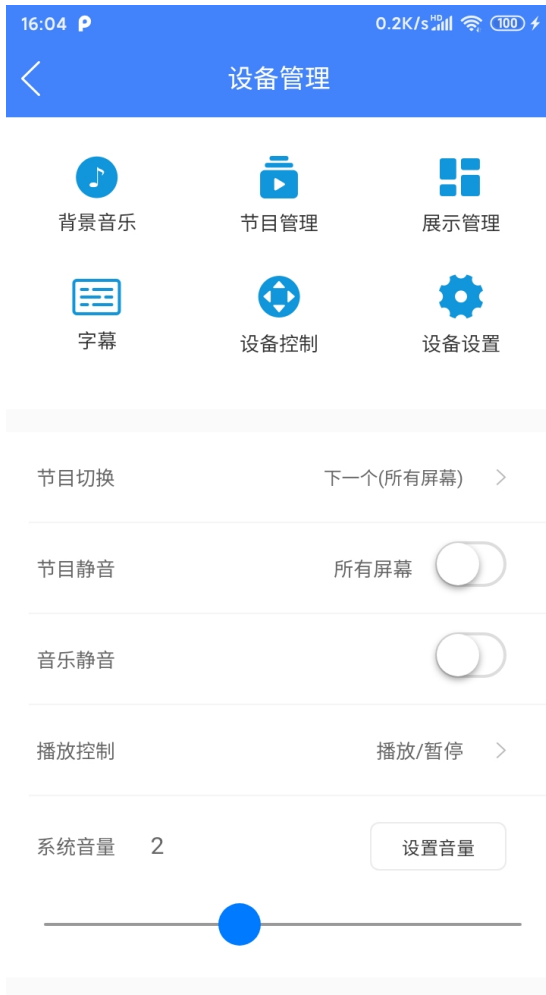 16:04
0.2K/s HD 100
设备管理
背景音乐 节目管理 展示管理
字幕 设备控制 设备设置
节目切换 下一个(所有屏幕)
节目静音 所有屏幕
音乐静音
播放控制 播放/暂停
系统音量 2 设置音量